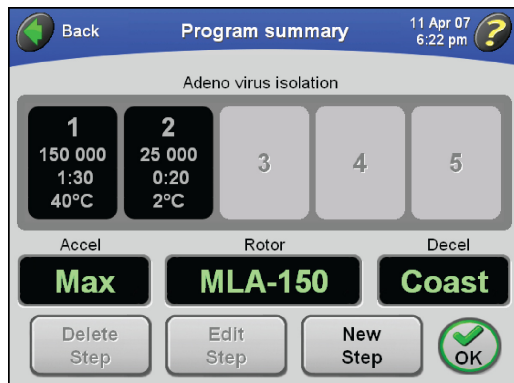 Back
Program summary
11 Apr 07
6:22 pm
?
Adeno virus isolation
1
150 000
1:30
40°C
2
25 000
0:20
2°C
3
4
5
Accel
Rotor
Decel
Max
MLA-150
Coast
Delete
Step
Edit
Step
New
Step
OK